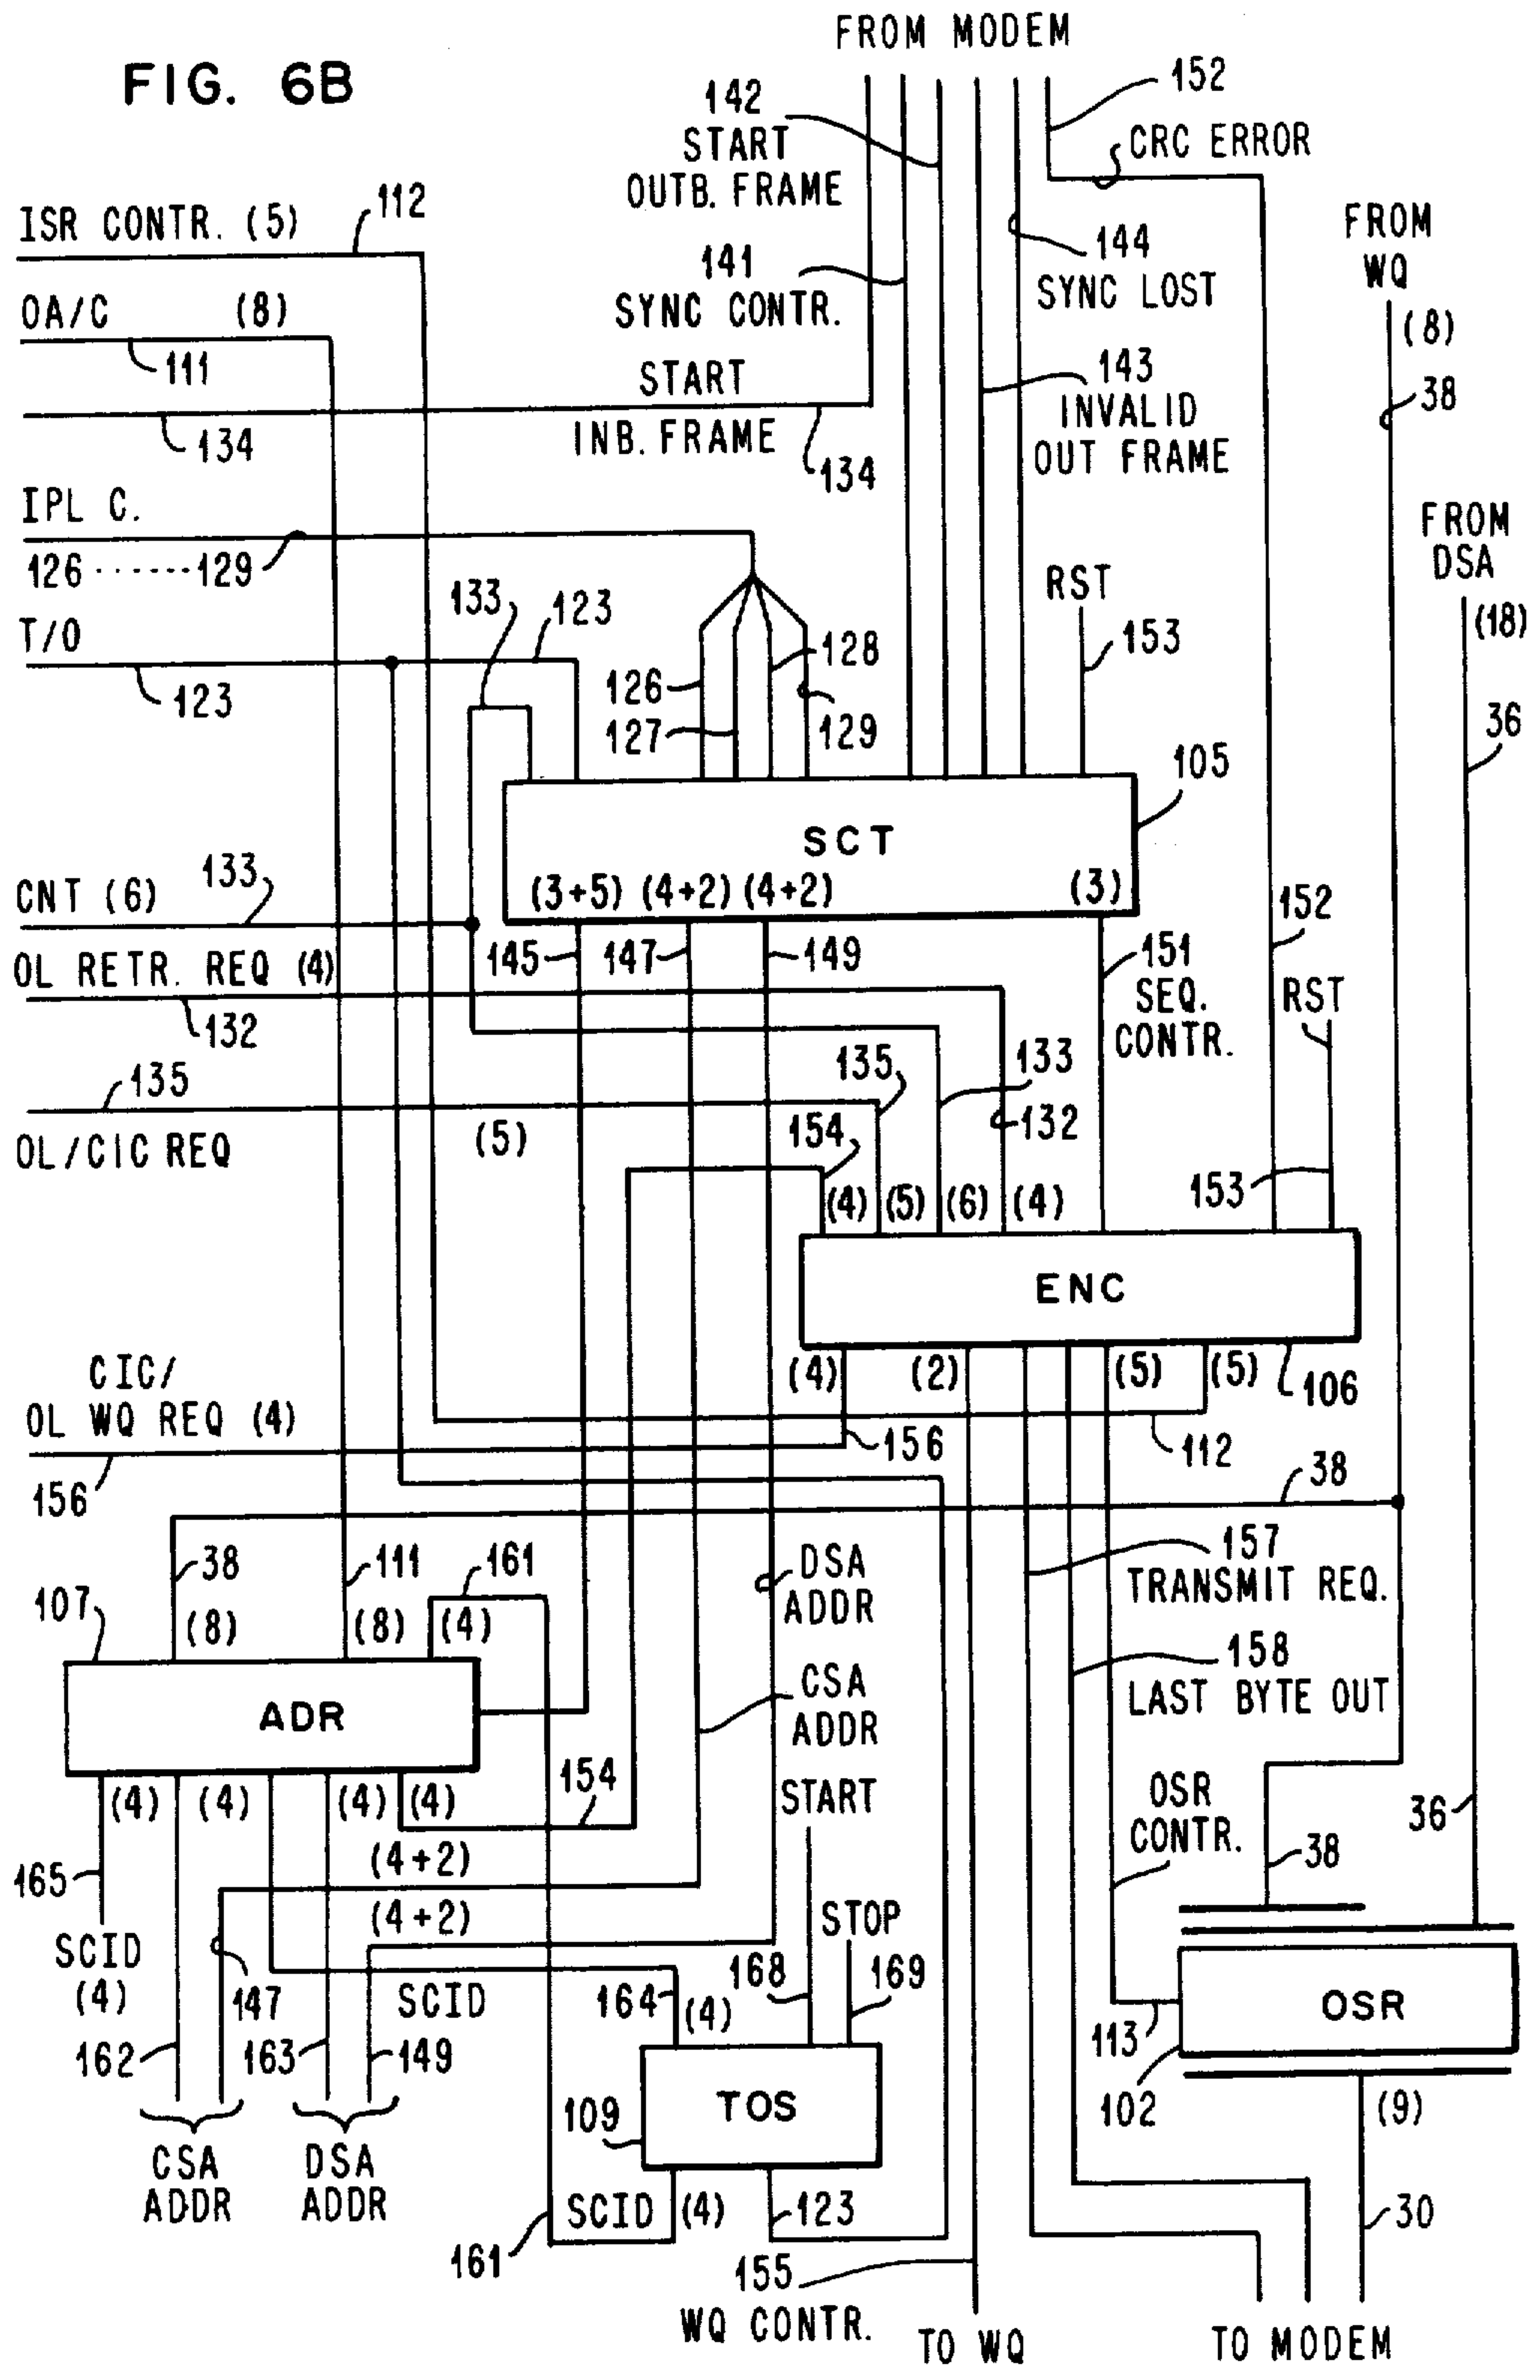 FROM MODEM
FIG. 6B
142
START
OUTB. FRAME
152
CRC ERROR
ISR CONTR. (5)
112
141
SYNC CONTR.
144
SYNC LOST
FROM
WQ
(8)
38
OA/C (8)
111
START
INB. FRAME
134
134
143
INVALID
OUT FRAME
IPL C.
126 ······129
FROM
DSA
(18)
36
T/O
123
133
123
126
127
128
129
RST
153
105
SCT
(3+5) (4+2) (4+2) (3)
CNT (6)
133
145
147
149
151
SEQ.
CONTR.
152
RST
OL RETR. REQ (4)
132
135
OL/CIC REQ
(5)
135
133
132
154
153
(4) (5) (6) (4)
ENC
(4) (2) (5) (5)
106
CIC/
OL WQ REQ (4)
156
156
112
38
157
TRANSMIT REQ.
38
111
161
107
(8) (8) (4)
DSA
ADDR
158
LAST BYTE OUT
ADR
CSA
ADDR
(4) (4) (4) (4)
154
START
OSR
CONTR.
36
165
(4+2)
(4+2)
38
STOP
SCID
(4)
147
SCID
164
(4)
168
169
OSR
162
163
149
113
102
TOS
109
(9)
CSA
ADDR
DSA
ADDR
SCID
(4)
123
30
161
155
WQ CONTR.
TO WQ
TO MODEM